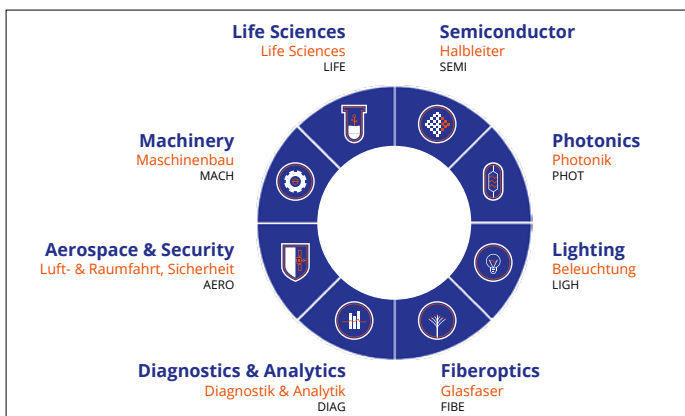 Life Sciences
Life Sciences
LIFE
Semiconductor
Halbleiter
SEMI
Machinery
Maschinenbau
MACH
Photonics
Photonik
PHOT
Aerospace & Security
Luft- & Raumfahrt, Sicherheit
AERO
Lighting
Beleuchtung
LIGH
Diagnostics & Analytics
Diagnostik & Analytik
DIAG
Fiberoptics
Glasfaser
FIBE